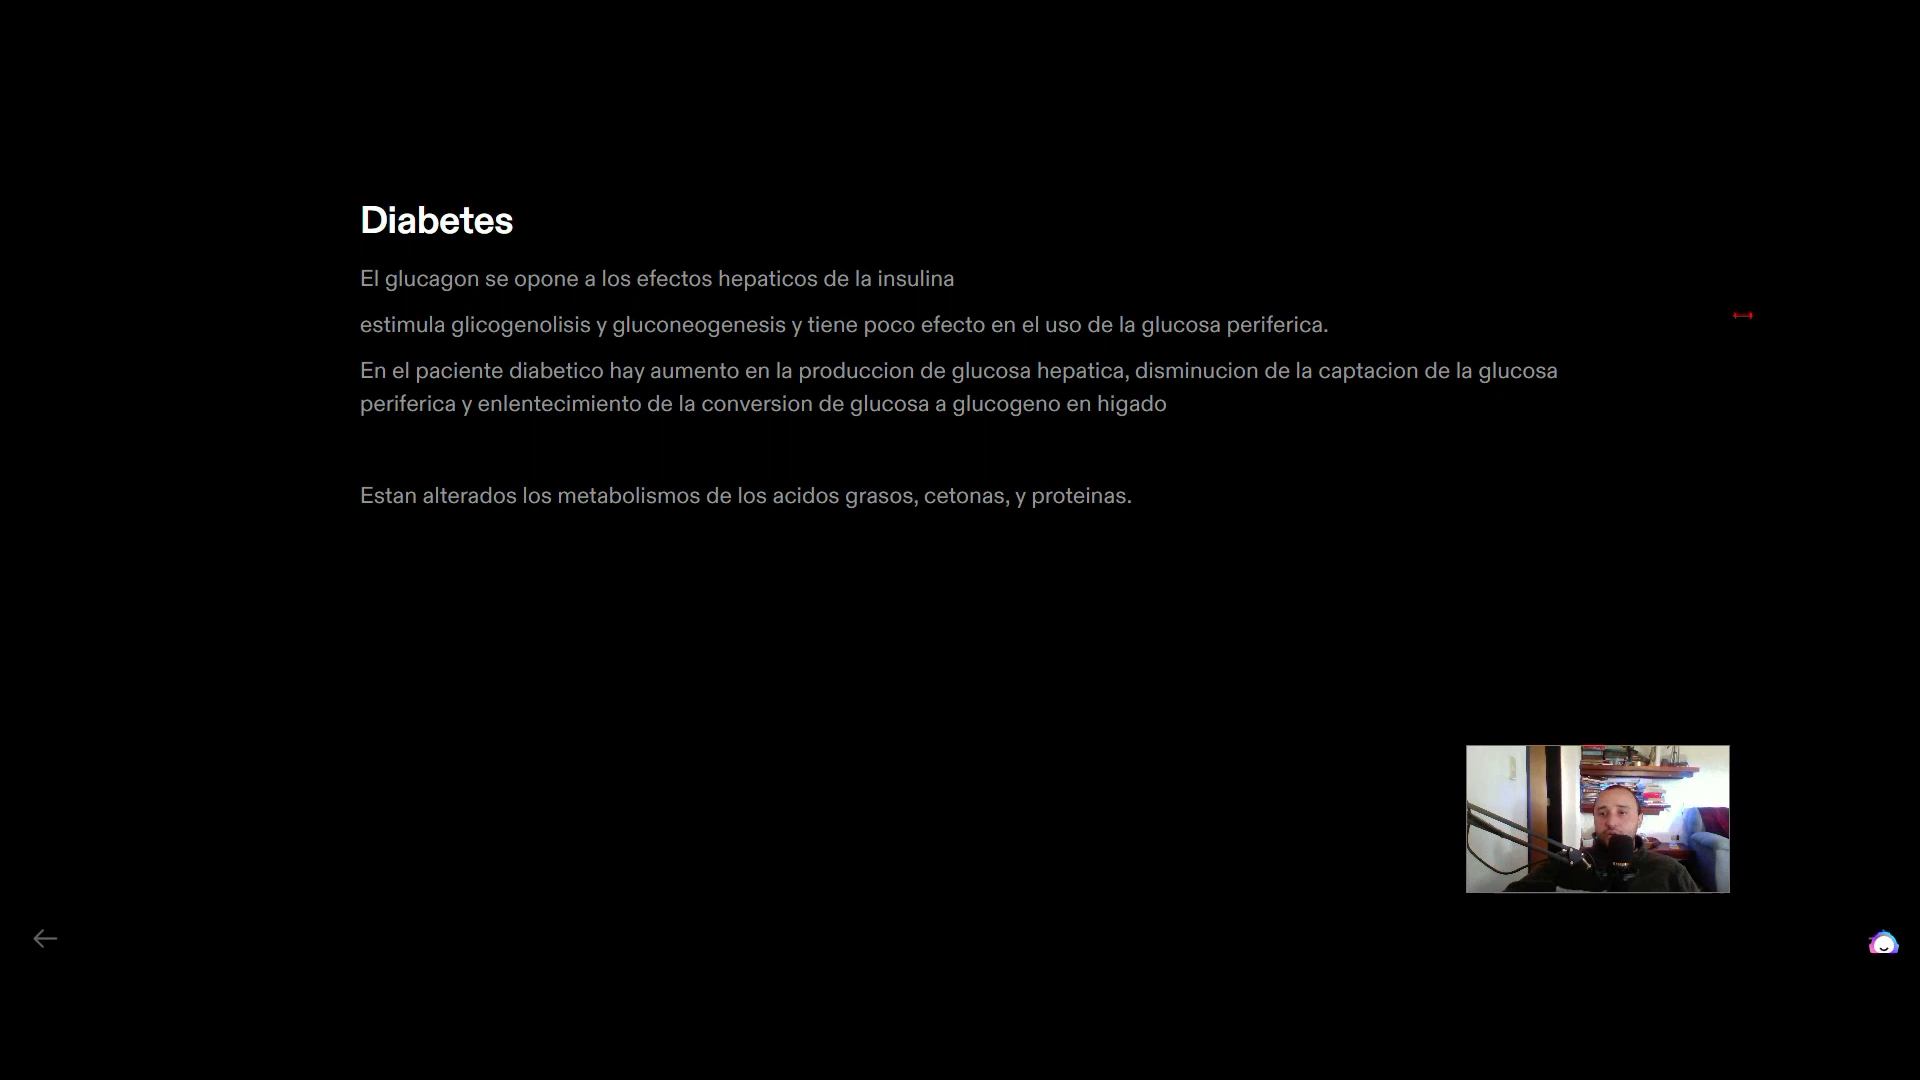 Diabetes
El glucagon se opone a los efectos hepaticos de la insulina
estimula glicogenolisis y gluconeogenesis y tiene poco efecto en el uso de la glucosa periferica.
En el paciente diabetico hay aumento en la produccion de glucosa hepatica, disminucion de la captacion de la glucosa
periferica y enlentecimiento de la conversion de glucosa a glucogeno en higado
Estan alterados los metabolismos de los acidos grasos, cetonas, y proteinas.